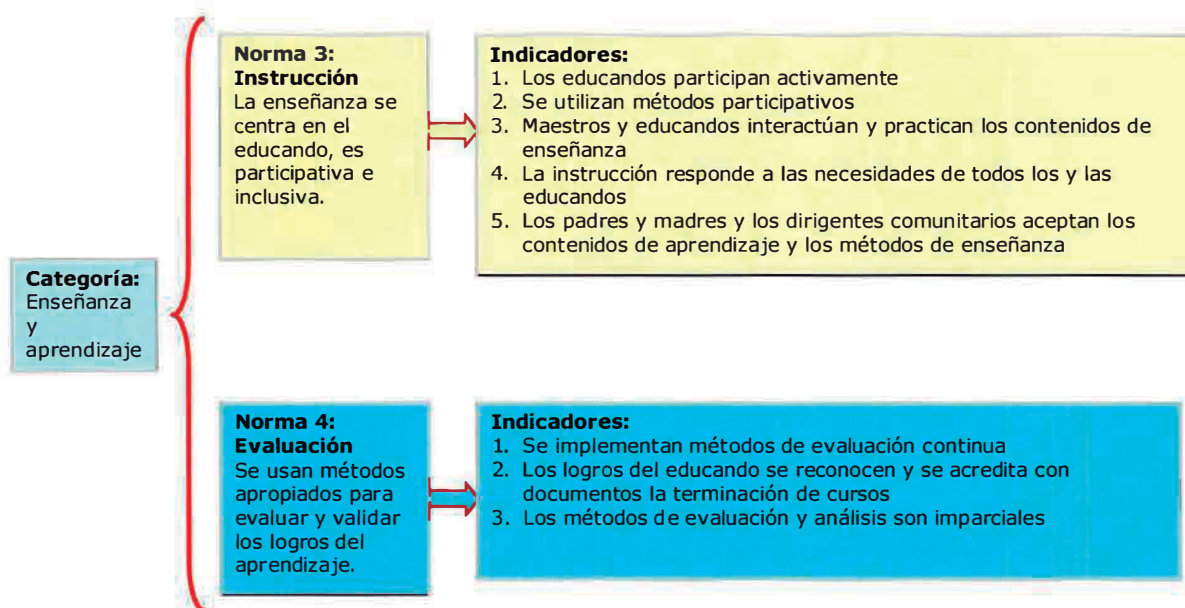 Categoría:
Enseñanza
y
aprendizaje
Norma 3:
Instrucción
La enseñanza se
centra en el
educando, es
participativa e
inclusiva.
Indicadores:
1. Los educandos participan activamente
2. Se utilizan métodos participativos
3. Maestros y educandos interactúan y practican los contenidos de
enseñanza
4. La instrucción responde a las necesidades de todos los y las
educandos
5. Los padres y madres y los dirigentes comunitarios aceptan los
contenidos de aprendizaje y los métodos de enseñanza
Norma 4:
Evaluación
Se usan métodos
apropiados para
evaluar y validar
los logros del
aprendizaje.
Indicadores:
1. Se implementan métodos de evaluación continua
2. Los logros del educando se reconocen y se acredita con
documentos la terminación de cursos
3. Los métodos de evaluación y análisis son imparciales